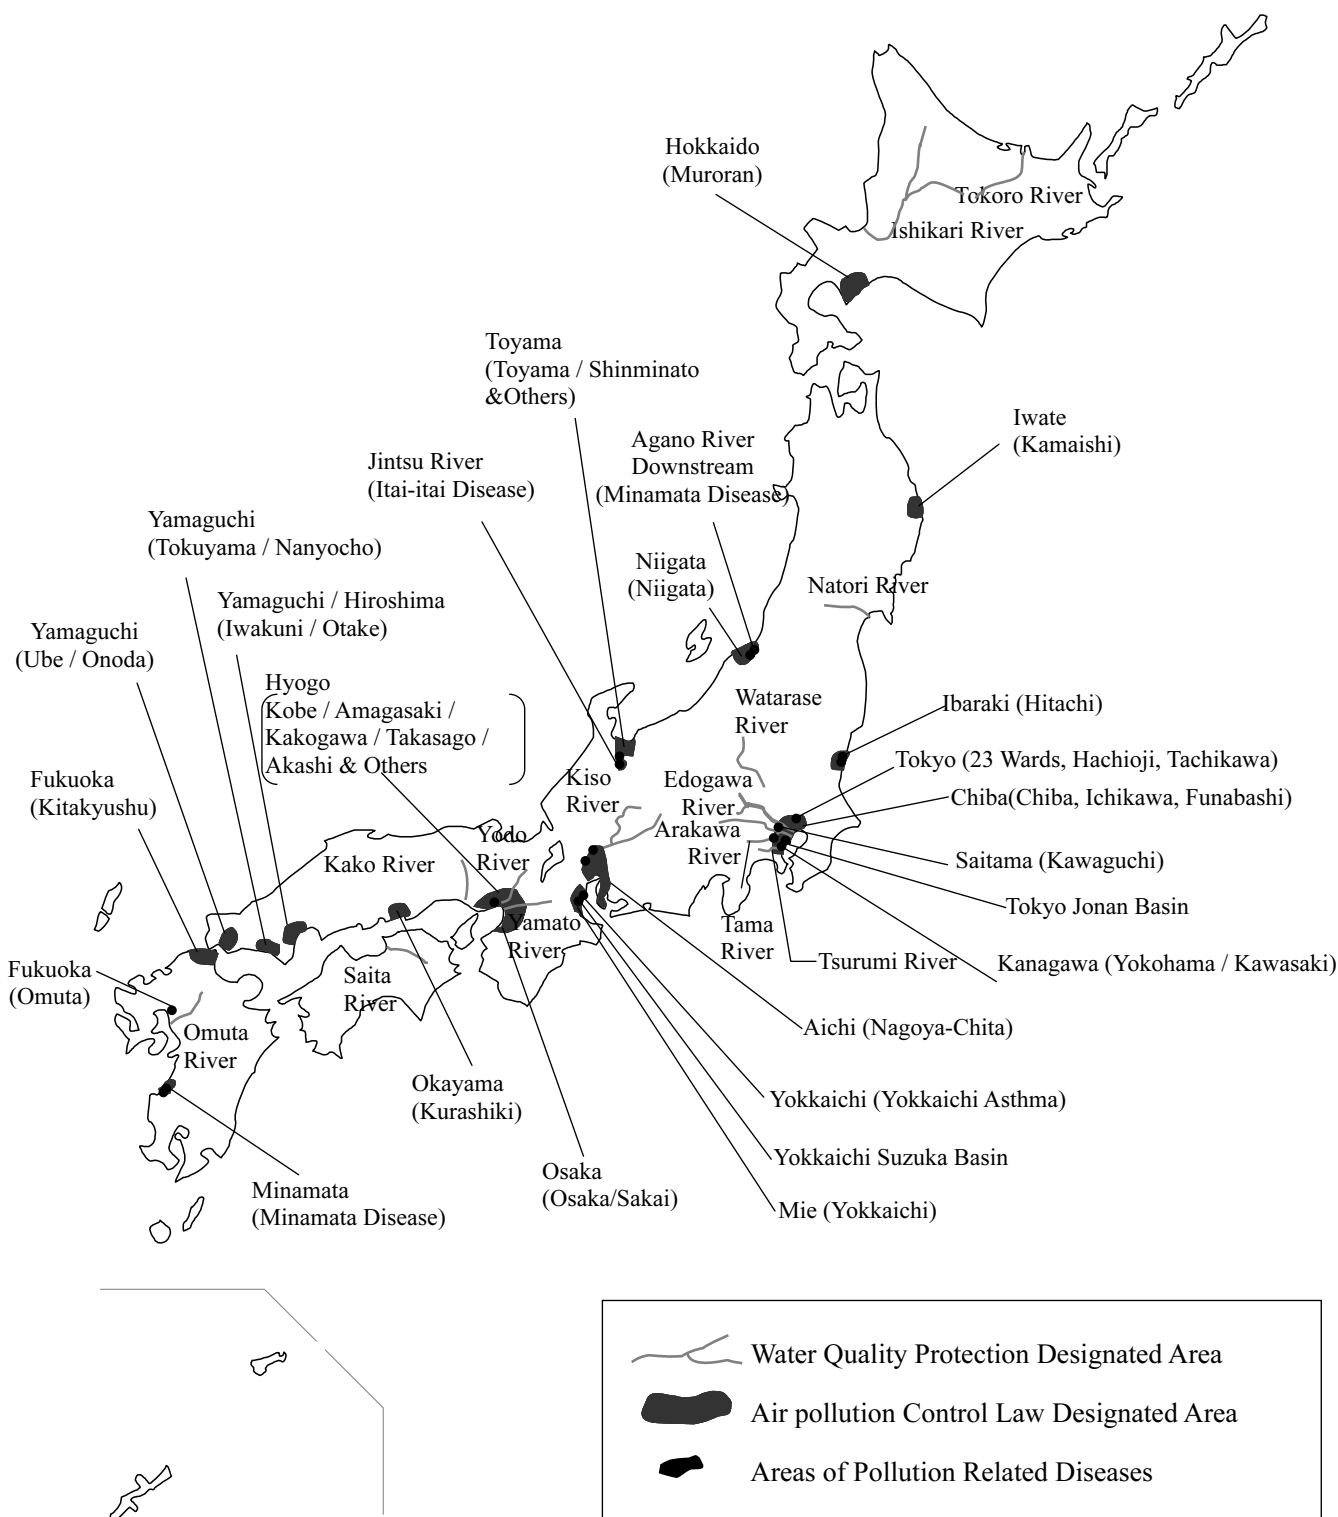 Hokkaido
(Muroran)
Tokoro River
Ishikari River
Toyama
(Toyama / Shinminato
&Others)
Iwate
(Kamaishi)
Agano River
Downstream
(Minamata Disease)
Jintsu River
(Itai-itai Disease)
Yamaguchi
(Tokuyama / Nanyocho)
Niigata
(Niigata)
Natori River
Yamaguchi / Hiroshima
(Iwakuni / Otake)
Yamaguchi
(Ube / Onoda)
Hyogo
Kobe / Amagasaki /
Kakogawa / Takasago /
Akashi & Others
Watarase
River
Ibaraki (Hitachi)
Tokyo (23 Wards, Hachioji, Tachikawa)
Fukuoka
(Kitakyushu)
Kiso
River
Edogawa
River
Chiba(Chiba, Ichikawa, Funabashi)
Arakawa
River
Yodo
River
Kako River
Saitama (Kawaguchi)
Tokyo Jonan Basin
Yamato
River
Tama
River
Tsurumi River
Kanagawa (Yokohama / Kawasaki)
Fukuoka
(Omuta)
Saita
River
Omuta
River
Aichi (Nagoya-Chita)
Okayama
(Kurashiki)
Yokkaichi (Yokkaichi Asthma)
Yokkaichi Suzuka Basin
Osaka
(Osaka/Sakai)
Minamata
(Minamata Disease)
Mie (Yokkaichi)
Water Quality Protection Designated Area
Air pollution Control Law Designated Area
Areas of Pollution Related Diseases